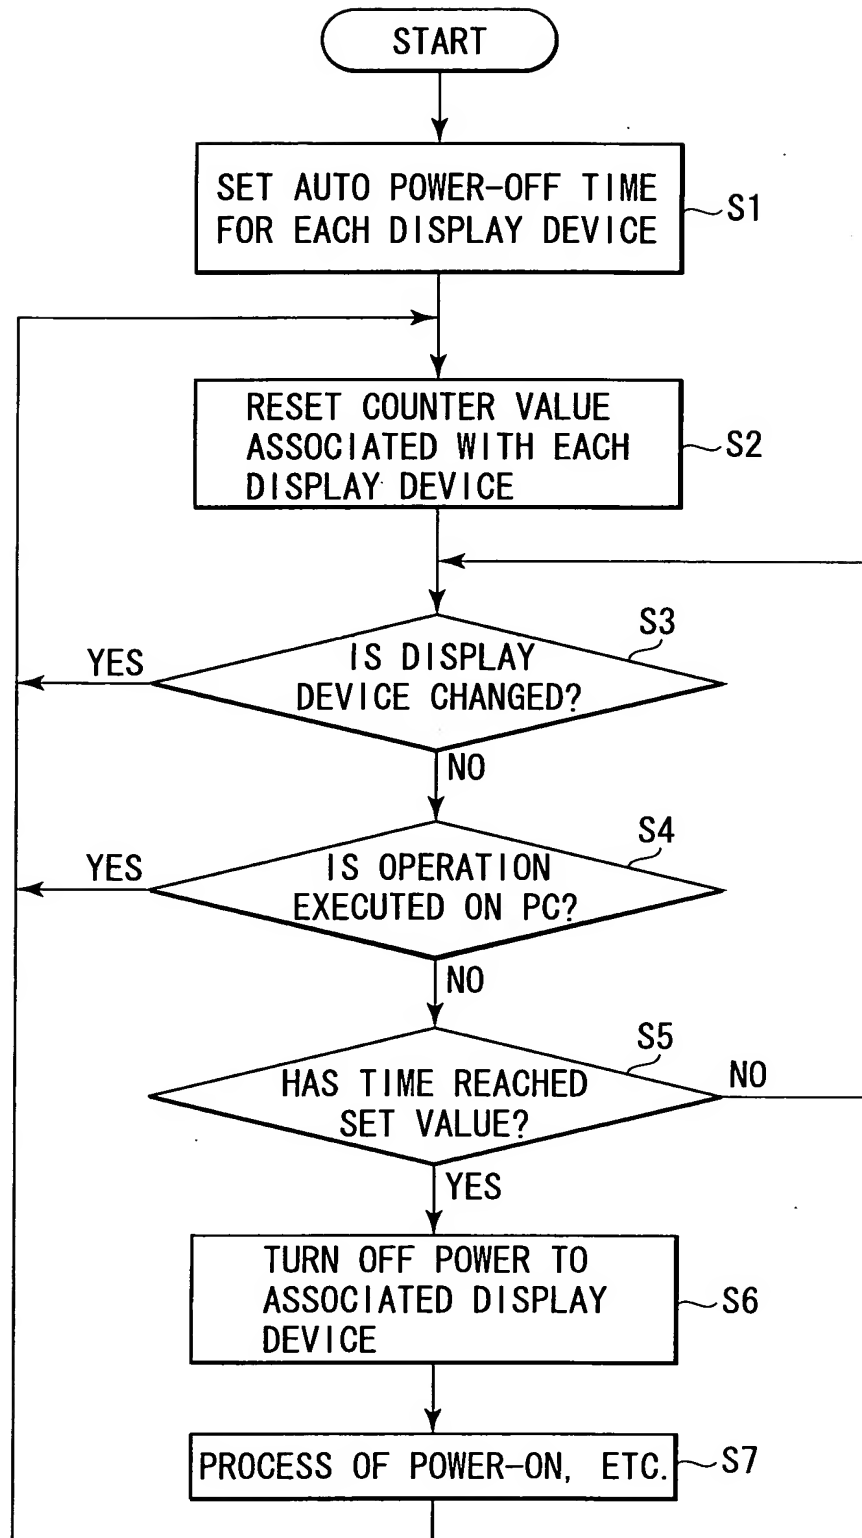 START
SET AUTO POWER-OFF TIME
FOR EACH DISPLAY DEVICE
S1
RESET COUNTER VALUE
ASSOCIATED WITH EACH
DISPLAY DEVICE
S2
S3
YES
IS DISPLAY
DEVICE CHANGED?
NO
S4
YES
IS OPERATION
EXECUTED ON PC?
NO
S5
HAS TIME REACHED
SET VALUE?
NO
YES
TURN OFF POWER TO
ASSOCIATED DISPLAY
DEVICE
S6
PROCESS OF POWER-ON, ETC.
S7